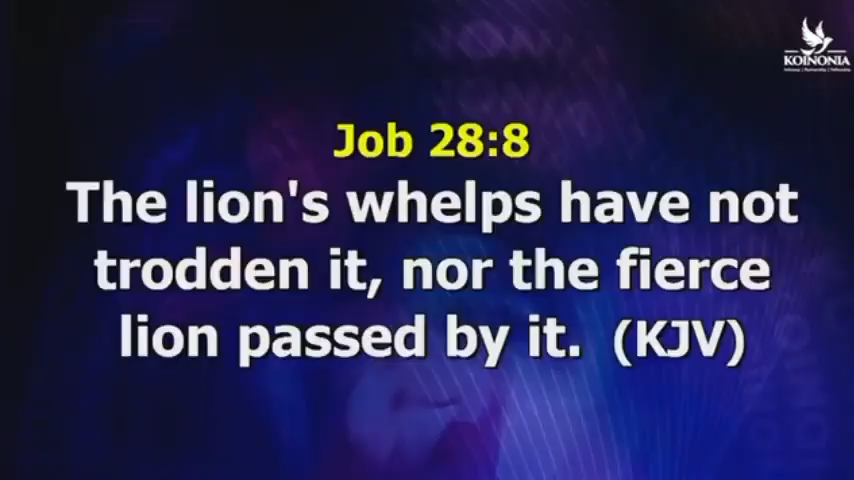 KOINONIA
Job 28:8
The lion's whelps have not
trodden it, nor the fierce
lion passed by it. (KJV)